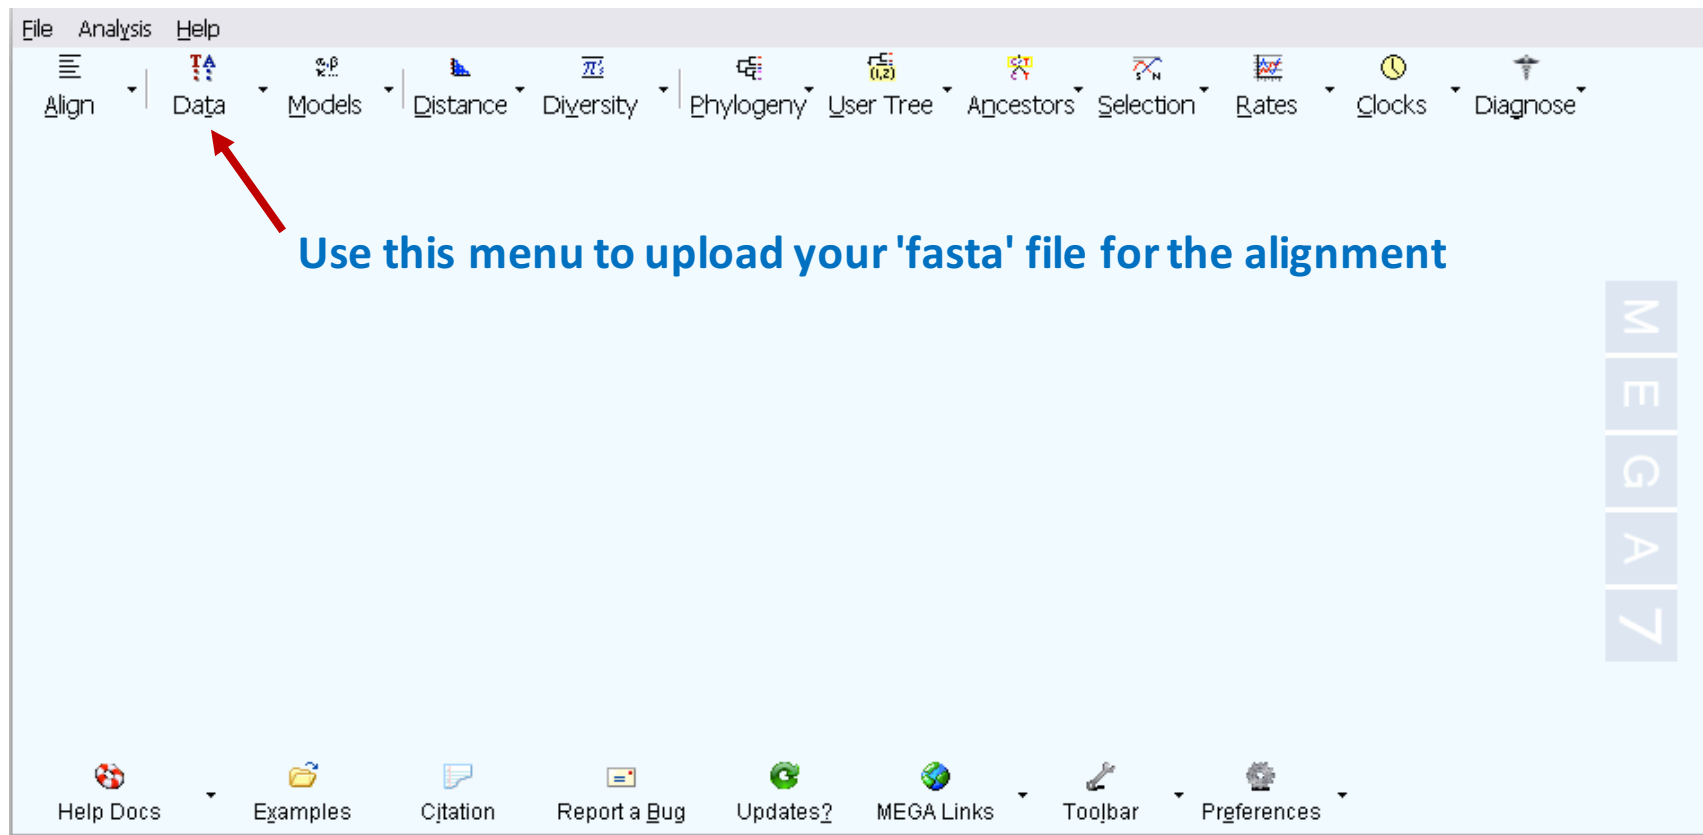 File Analysis Help
Align Data Models Distance Diversity Phylogeny User Tree Ancestors Selection Rates Clocks Diagnose
Use this menu to upload your 'fasta' file for the alignment
M E G A 7
Help Docs Examples Citation Report a Bug Updates? MEGA Links Toolbar Preferences